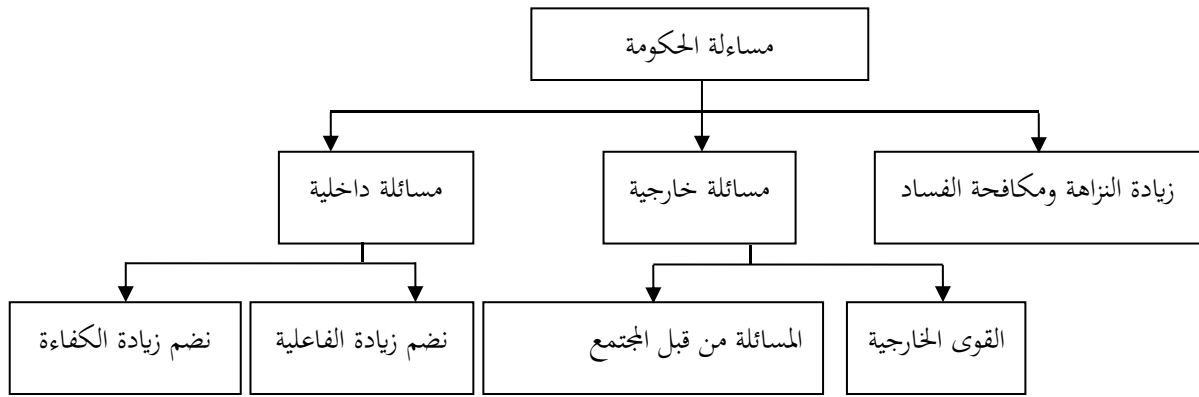 مساءلة الحكومة
زيادة النزاهة ومكافحة الفساد
مسائلة خارجية
مسائلة داخلية
القوى الخارجية
المسائلة من قبل المجتمع
نضم زيادة الفاعلية
نضم زيادة الكفاءة